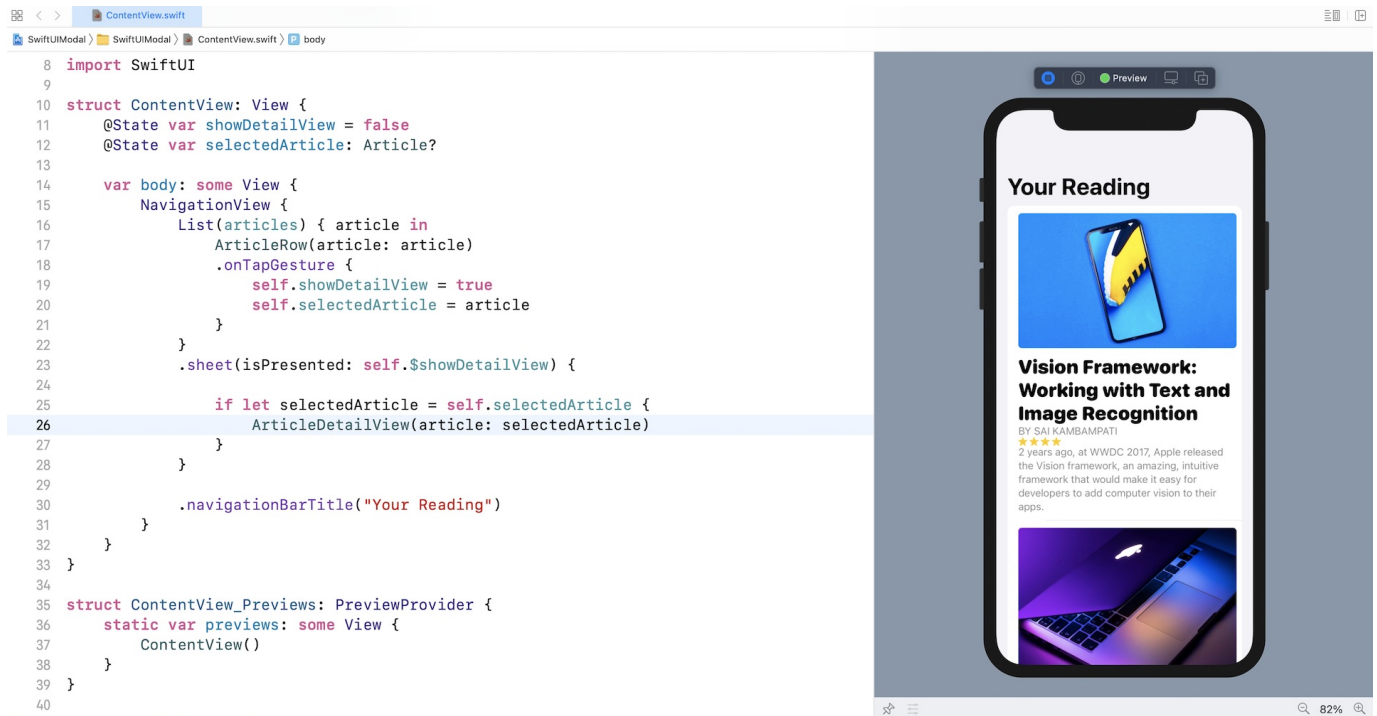 ContentView.swift
SwiftUIModal 〉 SwiftUIModal 〉 ContentView.swift 〉 P body
8 import SwiftUI
9
10 struct ContentView: View {
11     @State var showDetailView = false
12     @State var selectedArticle: Article?
13
14     var body: some View {
15         NavigationView {
16             List(articles) { article in
17                 ArticleRow(article: article)
18                 .onTapGesture {
19                     self.showDetailView = true
20                     self.selectedArticle = article
21                 }
22             }
23             .sheet(isPresented: self.$showDetailView) {
24
25                 if let selectedArticle = self.selectedArticle {
26                     ArticleDetailView(article: selectedArticle)
27                 }
28             }
29
30             .navigationBarTitle("Your Reading")
31         }
32     }
33 }
34
35 struct ContentView_Previews: PreviewProvider {
36     static var previews: some View {
37         ContentView()
38     }
39 }
40
Preview
Your Reading
Vision Framework:
Working with Text and
Image Recognition
BY SAI KAMBAMPATI
★★★★
2 years ago, at WWDC 2017, Apple released
the Vision framework, an amazing, intuitive
framework that would make it easy for
developers to add computer vision to their
apps.
82%